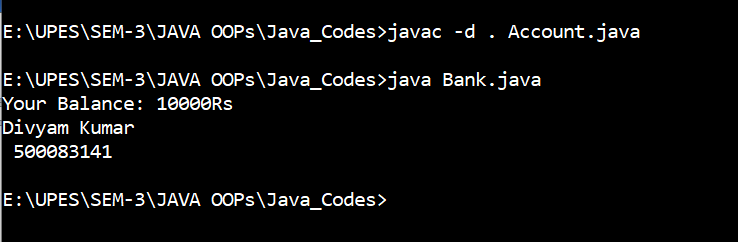 E:\UPES\SEM-3\JAVA OOPs\Java_Codes>javac -d . Account.java
E:\UPES\SEM-3\JAVA OOPs\Java_Codes>java Bank.java
Your Balance: 10000Rs
Divyam Kumar
 500083141
E:\UPES\SEM-3\JAVA OOPs\Java_Codes>